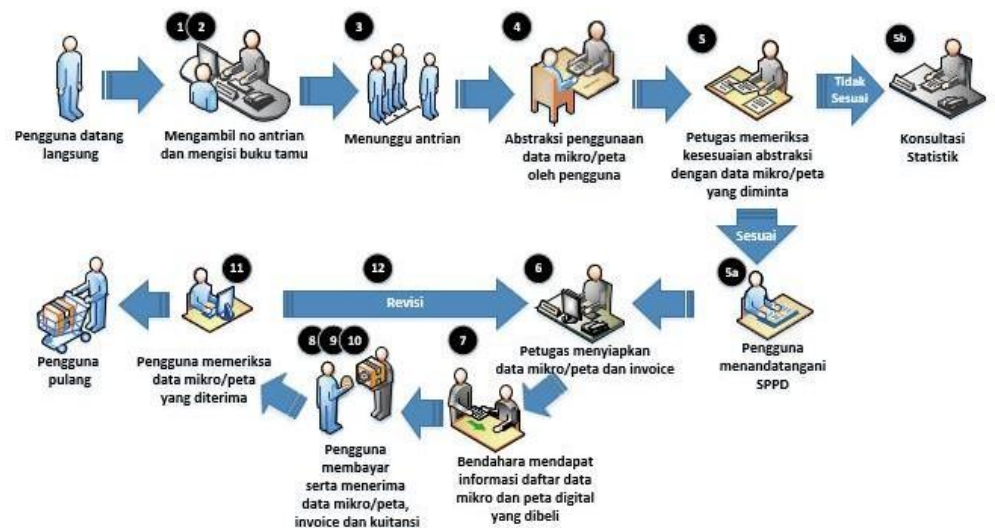 1 2
3
4
5
5b
Pengguna datang
langsung
Mengambil no antrian
dan mengisi buku tamu
Menunggu antrian
Abstraksi penggunaan
data mikro/peta
oleh pengguna
Petugas memeriksa
kesesuaian abstraksi
dengan data mikro/peta
yang diminta
Tidak
Sesuai
Konsultasi
Statistik
Sesuai
5a
Pengguna
menandatangani
SPPD
6
Petugas menyiapkan
data mikro/peta dan invoice
7
Bendahara mendapat
informasi daftar data
mikro dan peta digital
yang dibeli
8 9 10
Pengguna
membayar
serta menerima
data mikro/peta,
invoice dan kuitansi
11
Pengguna memeriksa
data mikro/peta
yang diterima
12
Revisi
Pengguna
pulang